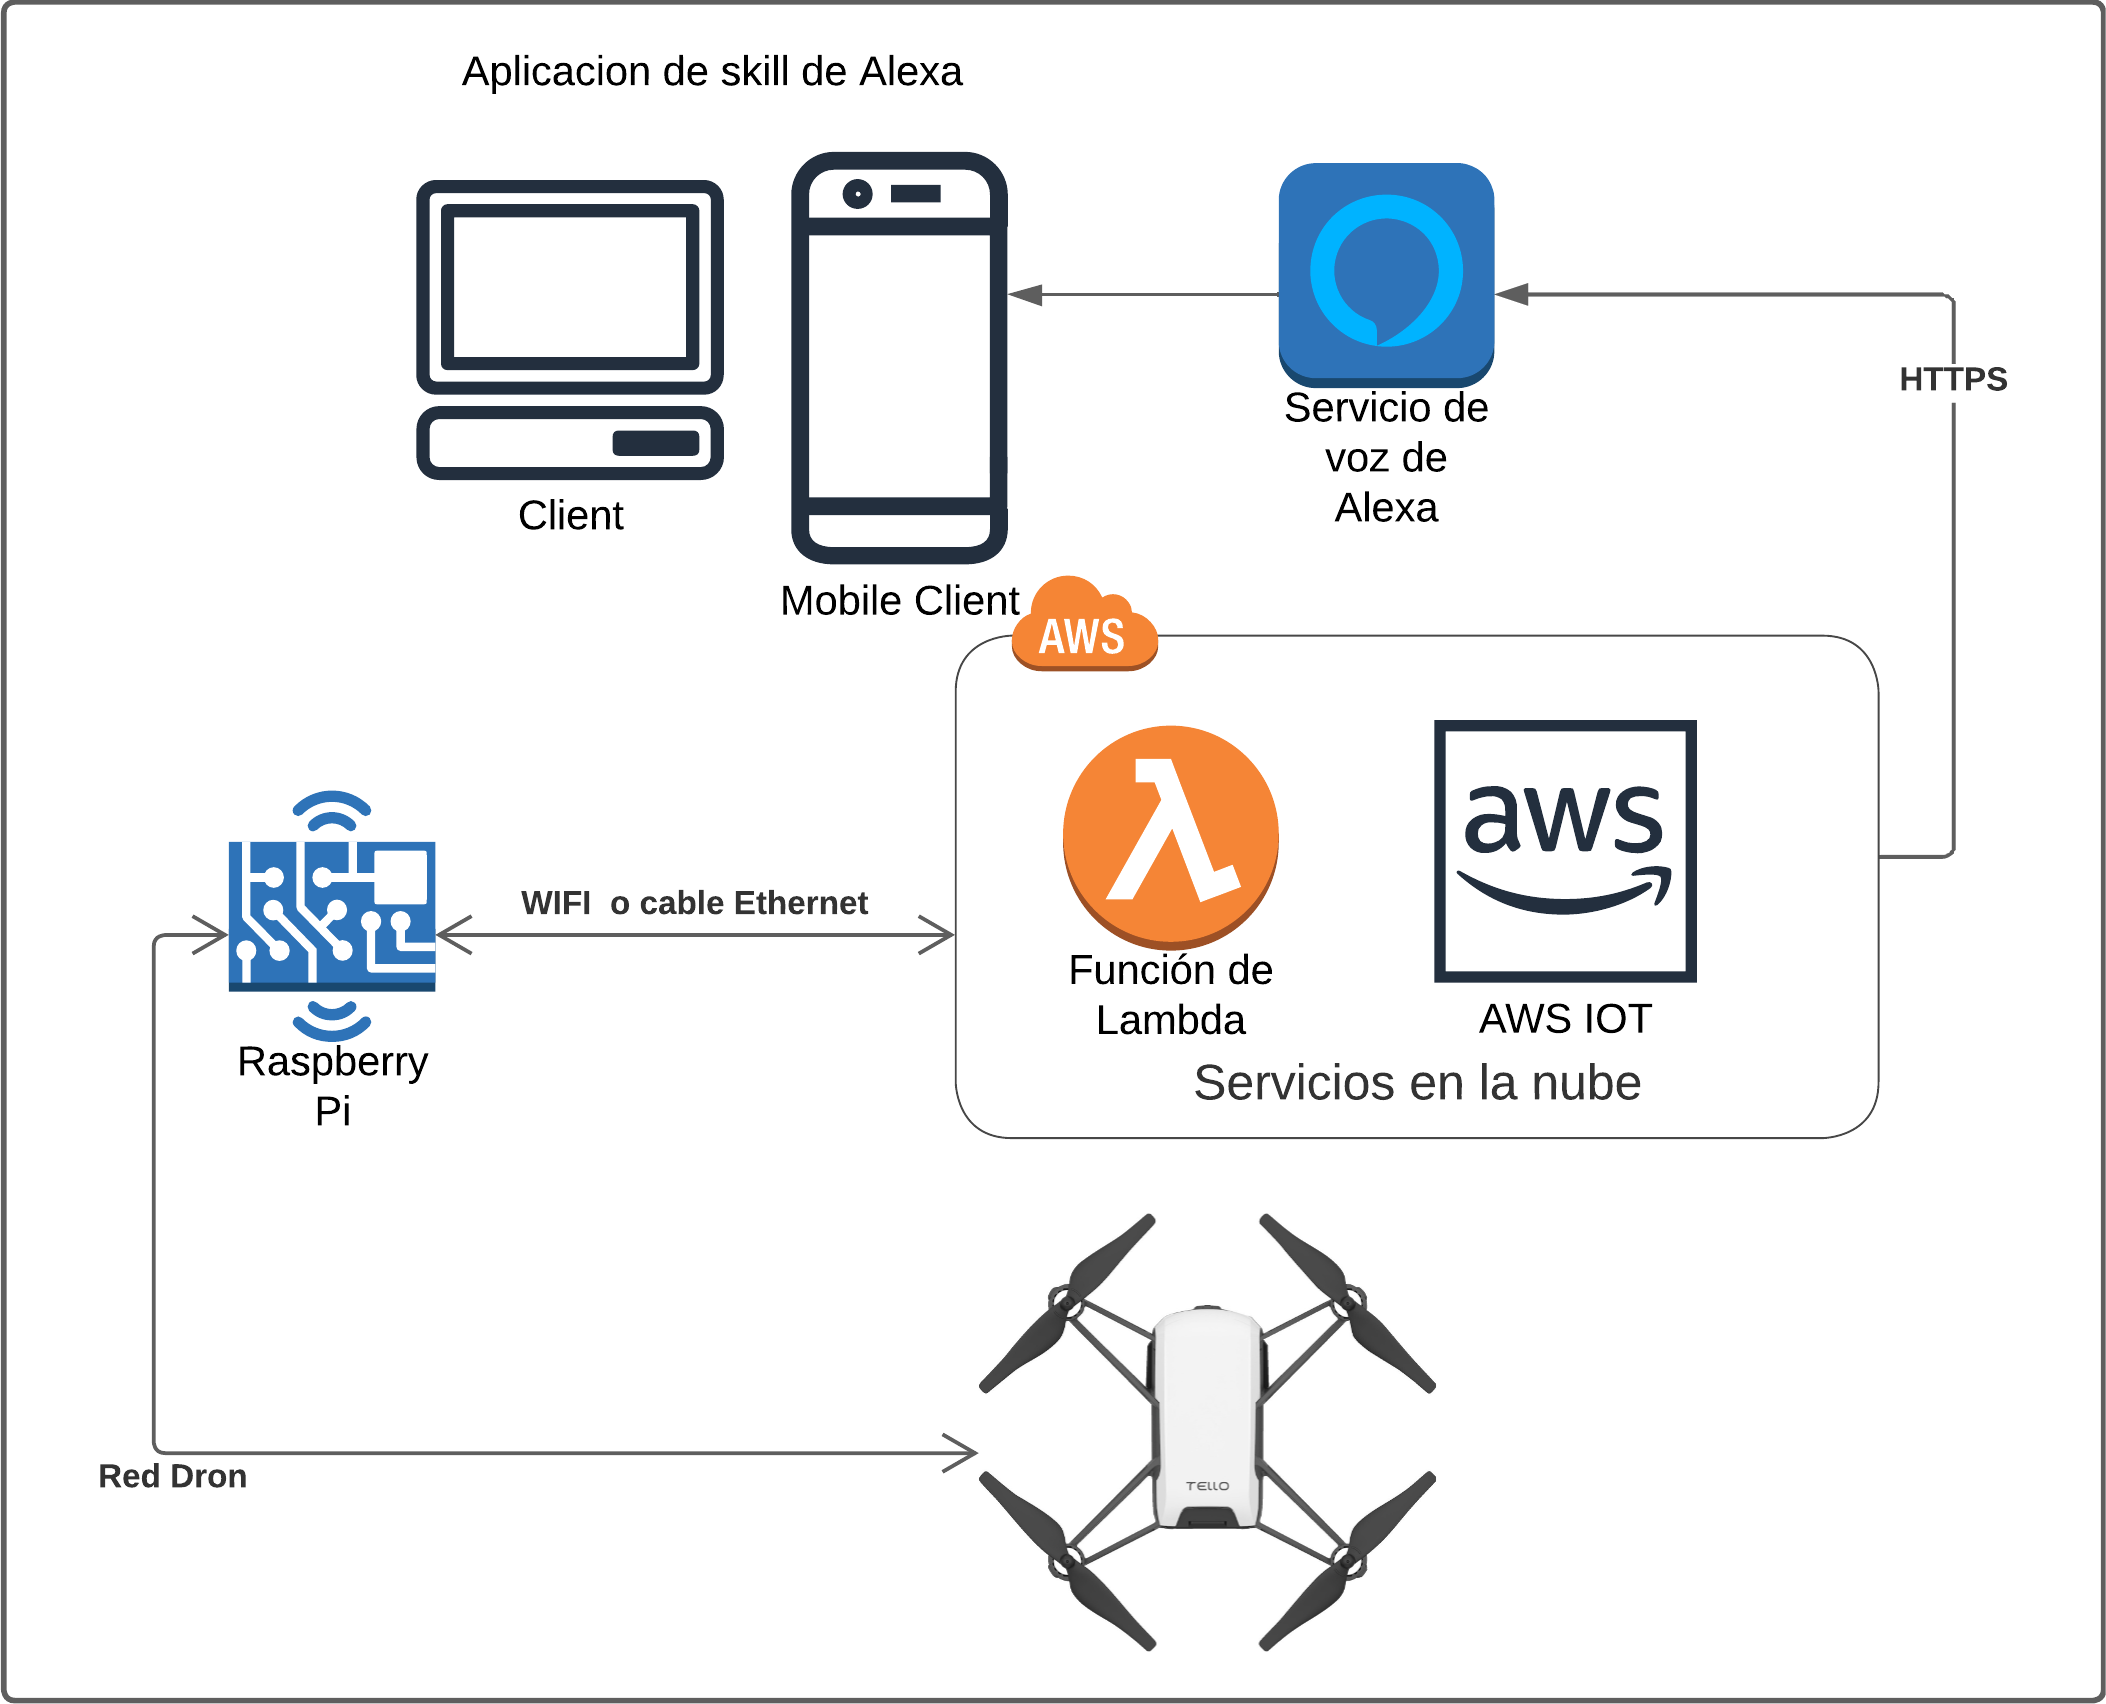 Aplicacion de skill de Alexa
HTTPS
Servicio de
voz de
Alexa
Client
Mobile Client
AWS
aws
WIFI  o cable Ethernet
Función de
Lambda
AWS IOT
Servicios en la nube
Raspberry
Pi
Red Dron
TELLO